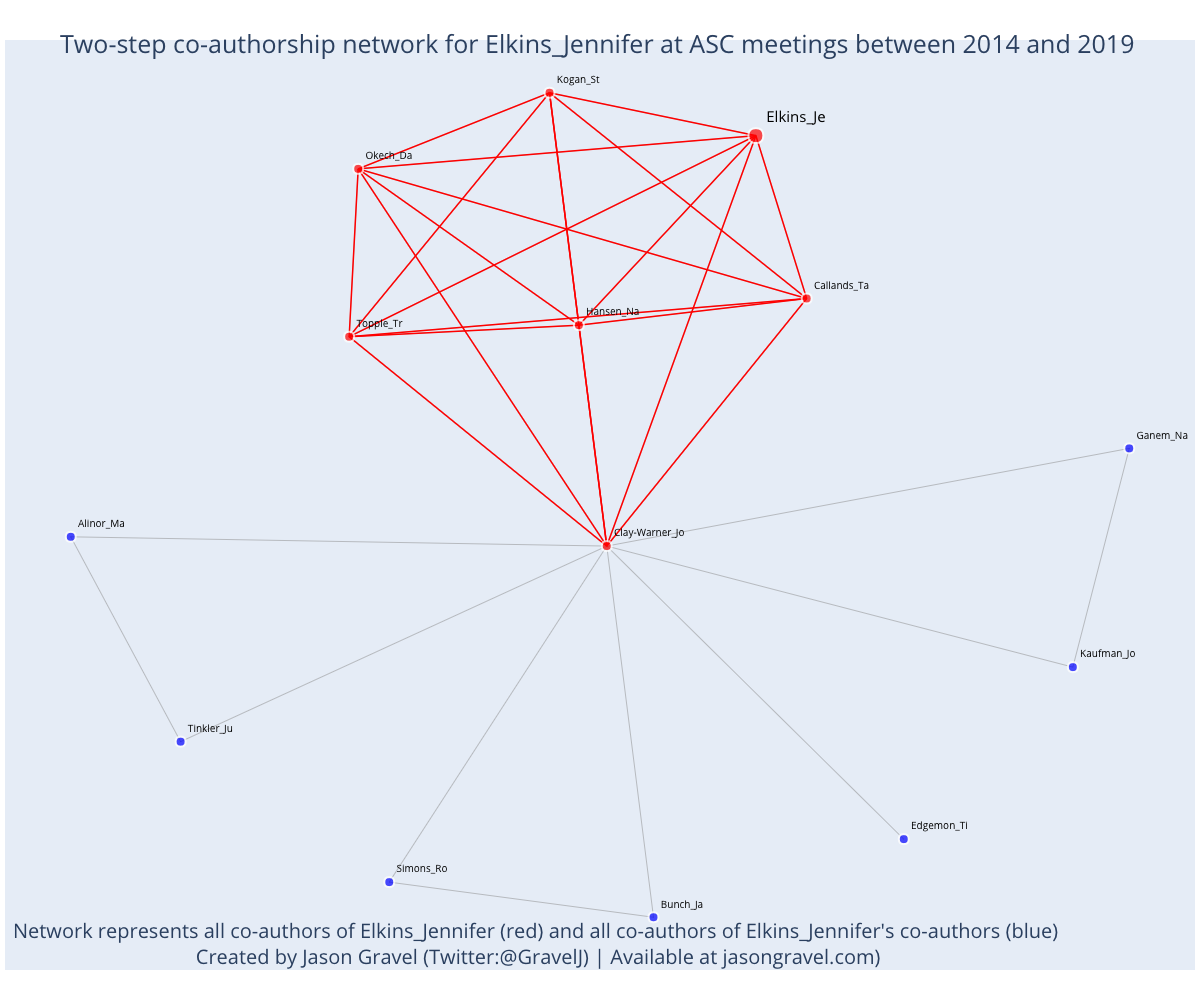 Two-step co-authorship network for Elkins_Jennifer at ASC meetings between 2014 and 2019
Kogan_St
Elkins_Je
Okech_Da
Callands_Ta
Hansen_Na
Topple_Tr
Ganem_Na
Alinor_Ma
Clay-Warner_Jo
Kaufman_Jo
Tinkler_Ju
Edgemon_Ti
Simons_Ro
Bunch_Ja
Network represents all co-authors of Elkins_Jennifer (red) and all co-authors of Elkins_Jennifer's co-authors (blue)
Created by Jason Gravel (Twitter:@GravelJ) | Available at jasongravel.com)